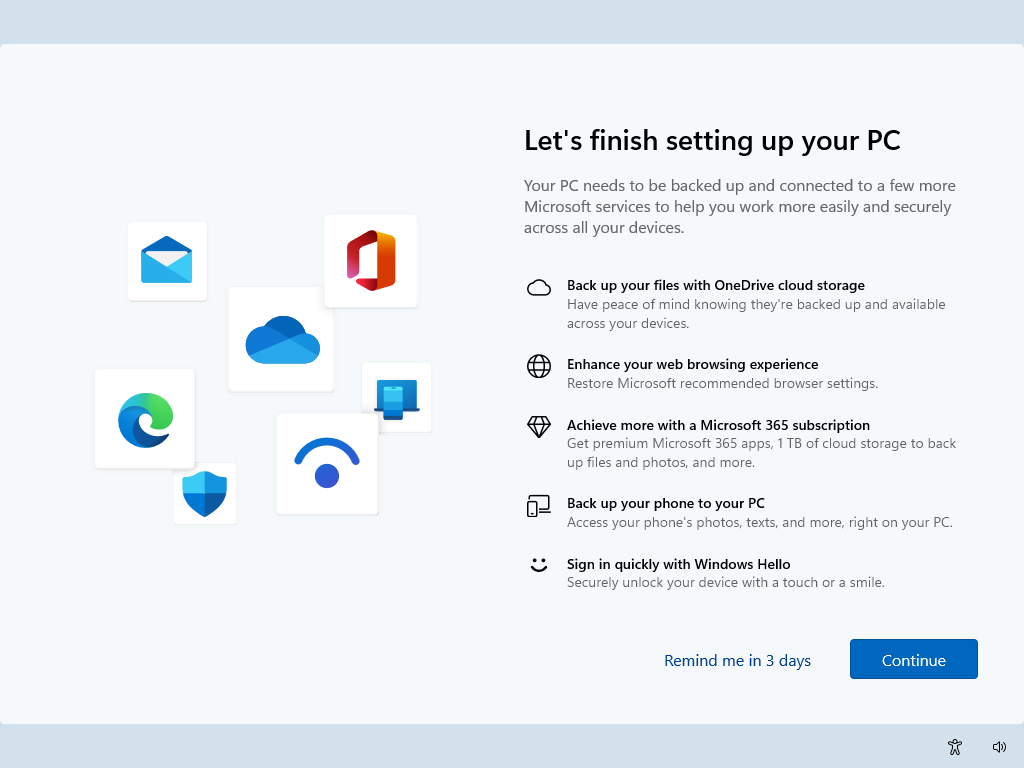 Let's finish setting up your PC
Your PC needs to be backed up and connected to a few more
Microsoft services to help you work more easily and securely
across all your devices.
Back up your files with OneDrive cloud storage
Have peace of mind knowing they're backed up and available
across your devices.
Enhance your web browsing experience
Restore Microsoft recommended browser settings.
Achieve more with a Microsoft 365 subscription
Get premium Microsoft 365 apps, 1 TB of cloud storage to back
up files and photos, and more.
Back up your phone to your PC
Access your phone's photos, texts, and more, right on your PC.
Sign in quickly with Windows Hello
Securely unlock your device with a touch or a smile.
Remind me in 3 days
Continue